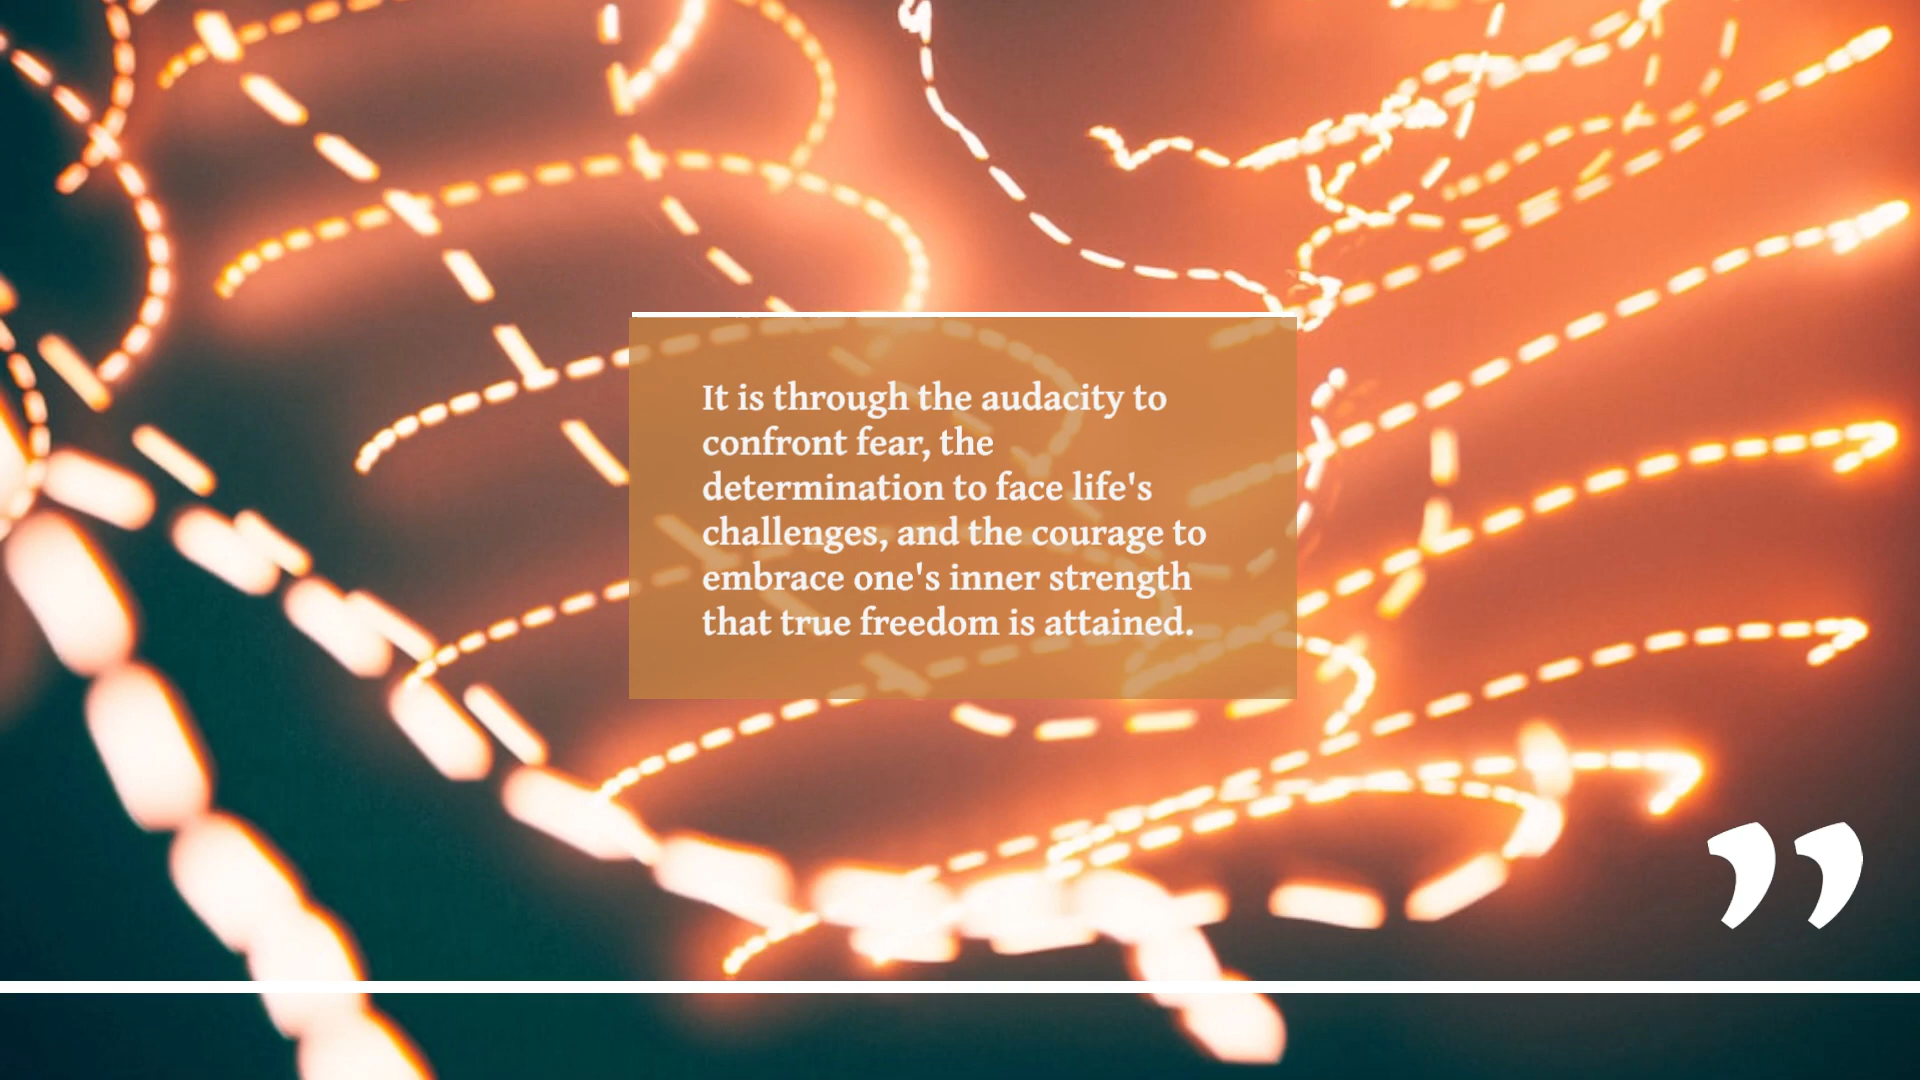 It is through the audacity to
confront fear, the
determination to face life's
challenges, and the courage to
embrace one's inner strength
that true freedom is attained.
”